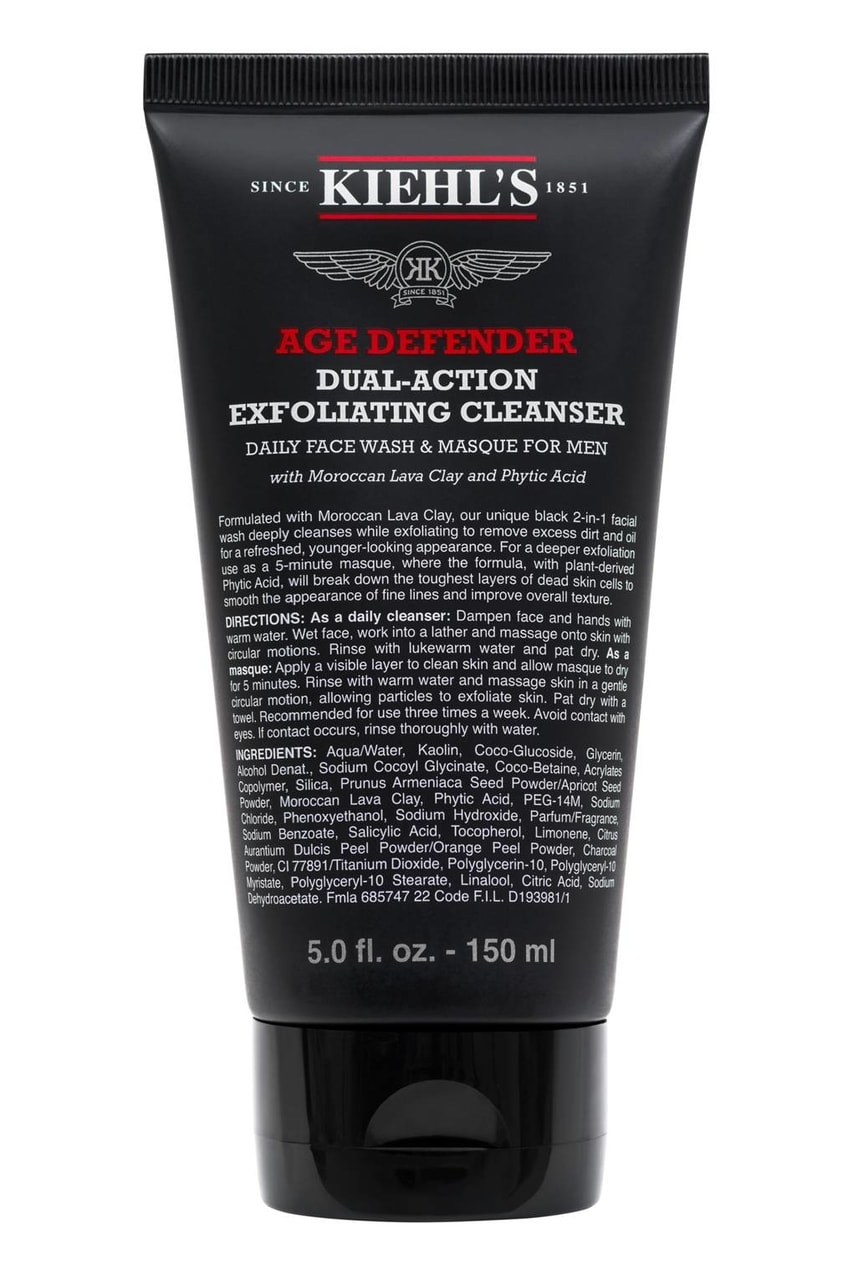 SINCE KIEHL'S 1851
KK
SINCE 1851
AGE DEFENDER
DUAL-ACTION
EXFOLIATING CLEANSER
DAILY FACE WASH & MASQUE FOR MEN
with Moroccan Lava Clay and Phytic Acid
Formulated with Moroccan Lava Clay, our unique black 2-in-1 facial
wash deeply cleanses while exfoliating to remove excess dirt and oil
for a refreshed, younger-looking appearance. For a deeper exfoliation
use as a 5-minute masque, where the formula, with plant-derived
Phytic Acid, will break down the toughest layers of dead skin cells to
smooth the appearance of fine lines and improve overall texture.
DIRECTIONS: As a daily cleanser: Dampen face and hands with
warm water. Wet face, work into a lather and massage onto skin with
circular motions. Rinse with lukewarm water and pat dry. As a
masque: Apply a visible layer to clean skin and allow masque to dry
for 5 minutes. Rinse with warm water and massage skin in a gentle
circular motion, allowing particles to exfoliate skin. Pat dry with a
towel. Recommended for use three times a week. Avoid contact with
eyes. If contact occurs, rinse thoroughly with water.
INGREDIENTS: Aqua/Water, Kaolin, Coco-Glucoside, Glycerin,
Alcohol Denat., Sodium Cocoyl Glycinate, Coco-Betaine, Acrylates
Copolymer, Silica, Prunus Armeniaca Seed Powder/Apricot Seed
Powder, Moroccan Lava Clay, Phytic Acid, PEG-14M, Sodium
Chloride, Phenoxyethanol, Sodium Hydroxide, Parfum/Fragrance,
Sodium Benzoate, Salicylic Acid, Tocopherol, Limonene, Citrus
Aurantium Dulcis Peel Powder/Orange Peel Powder, Charcoal
Powder, CI 77891/Titanium Dioxide, Polyglycerin-10, Polyglyceryl-10
Myristate, Polyglyceryl-10 Stearate, Linalool, Citric Acid, Sodium
Dehydroacetate. Fmla 685747 22 Code F.I.L. D193981/1
5.0 fl. oz. - 150 ml